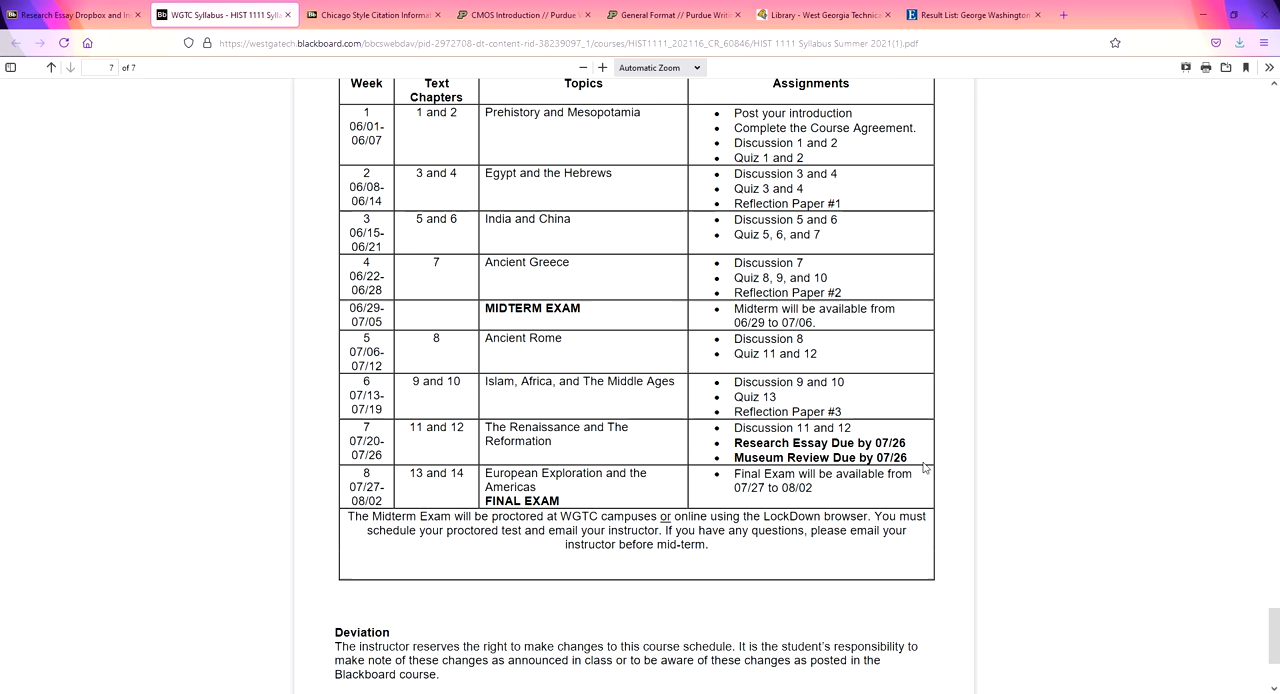 Research Essay Dropbox and In
WGTC Syllabus - HIST 1111 Sylla
Chicago Style Citation Informat
CMOS Introduction // Purdue
General Format // Purdue Writi
Library - West Georgia Technica
Result List: George Washington
https://westgatech.blackboard.com/bbcswebdav/pid-2972708-dt-content-rid-38239097_1/courses/HIST1111_202116_CR_60846/HIST 1111 Syllabus Summer 2021(1).pdf
7 of 7
Automatic Zoom
Week Text Chapters Topics Assignments
1 06/01-06/07 1 and 2 Prehistory and Mesopotamia
• Post your introduction
• Complete the Course Agreement.
• Discussion 1 and 2
• Quiz 1 and 2
2 06/08-06/14 3 and 4 Egypt and the Hebrews
• Discussion 3 and 4
• Quiz 3 and 4
• Reflection Paper #1
3 06/15-06/21 5 and 6 India and China
• Discussion 5 and 6
• Quiz 5, 6, and 7
4 06/22-06/28 7 Ancient Greece
• Discussion 7
• Quiz 8, 9, and 10
• Reflection Paper #2
06/29-07/05 MIDTERM EXAM
• Midterm will be available from
06/29 to 07/06.
5 07/06-07/12 8 Ancient Rome
• Discussion 8
• Quiz 11 and 12
6 07/13-07/19 9 and 10 Islam, Africa, and The Middle Ages
• Discussion 9 and 10
• Quiz 13
• Reflection Paper #3
7 07/20-07/26 11 and 12 The Renaissance and The
Reformation
• Discussion 11 and 12
• Research Essay Due by 07/26
• Museum Review Due by 07/26
8 07/27-08/02 13 and 14 European Exploration and the
Americas
FINAL EXAM
• Final Exam will be available from
07/27 to 08/02
The Midterm Exam will be proctored at WGTC campuses or online using the LockDown browser. You must
schedule your proctored test and email your instructor. If you have any questions, please email your
instructor before mid-term.
Deviation
The instructor reserves the right to make changes to this course schedule. It is the student's responsibility to
make note of these changes as announced in class or to be aware of these changes as posted in the
Blackboard course.